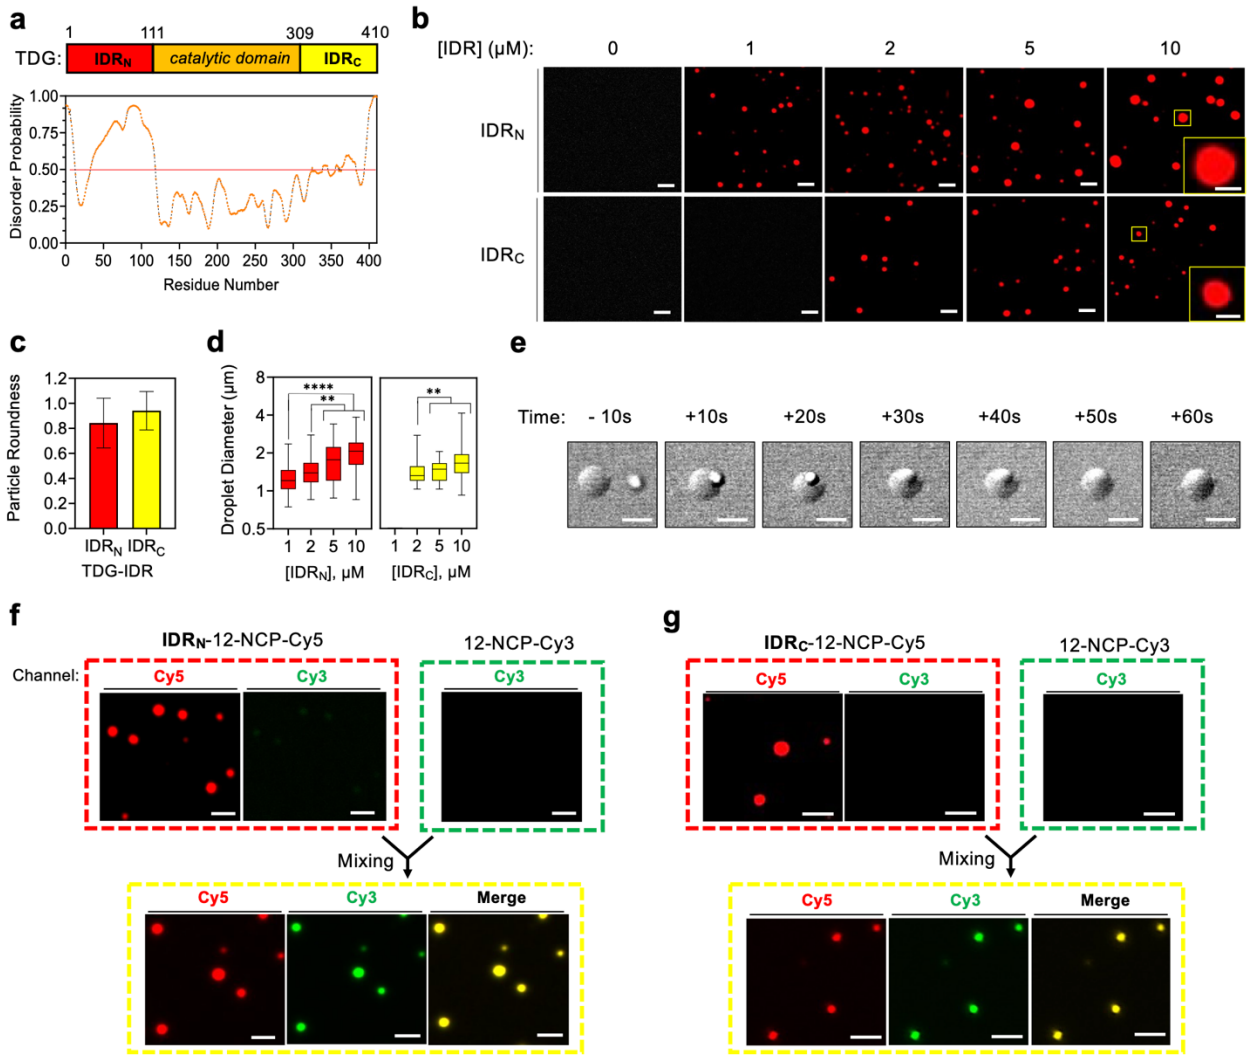 a
1 111 309 410
TDG: IDRN catalytic domain IDRC
Disorder Probability
1.00
0.75
0.50
0.25
0.00
0 50 100 150 200 250 300 350 400
Residue Number
b
[IDR] (μM): 0 1 2 5 10
IDRN
IDRC
c
Particle Roundness
1.2
1.0
0.8
0.6
0.4
0.2
0.0
IDRN IDRC
TDG-IDR
d
Droplet Diameter (μm)
8
4
2
1
0.5
****
**
**
1 2 5 10 1 2 5 10
[IDRN], μM [IDRC], μM
e
Time: - 10s +10s +20s +30s +40s +50s +60s
f
IDRN-12-NCP-Cy5 12-NCP-Cy3
Channel: Cy5 Cy3 Cy3
Mixing
Cy5 Cy3 Merge
g
IDRC-12-NCP-Cy5 12-NCP-Cy3
Cy5 Cy3 Cy3
Mixing
Cy5 Cy3 Merge